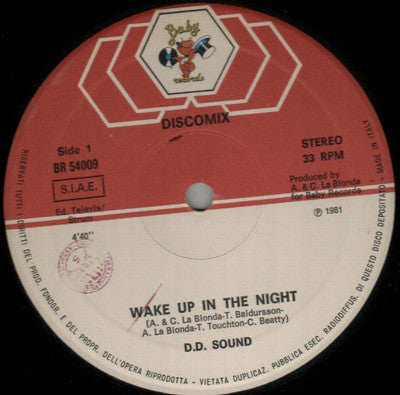 Baby
records
DISCOMIX
Side 1
BR 54009
S.I.A.E.
Ed. Televis/
Strum
4'40"
STEREO
33 RPM
Produced by
A. & C. La Bionda
for Baby Records
℗ 1981
WAKE UP IN THE NIGHT
(A. & C. La Bionda-T. Baldursson-
A. La Bionda-T. Touchton-C. Beatty)
D.D. SOUND
RISERVATI TUTTI I DIRITTI DEL PROD. FONDOR. E DEL PROPR. DELL'OPERA RIPRODOTTA - VIETATA DUPLICAZ. PUBBLICA ESEC. RADIODIFFUS. DI QUESTO DISCO DEPOSITATO - MADE IN ITALY